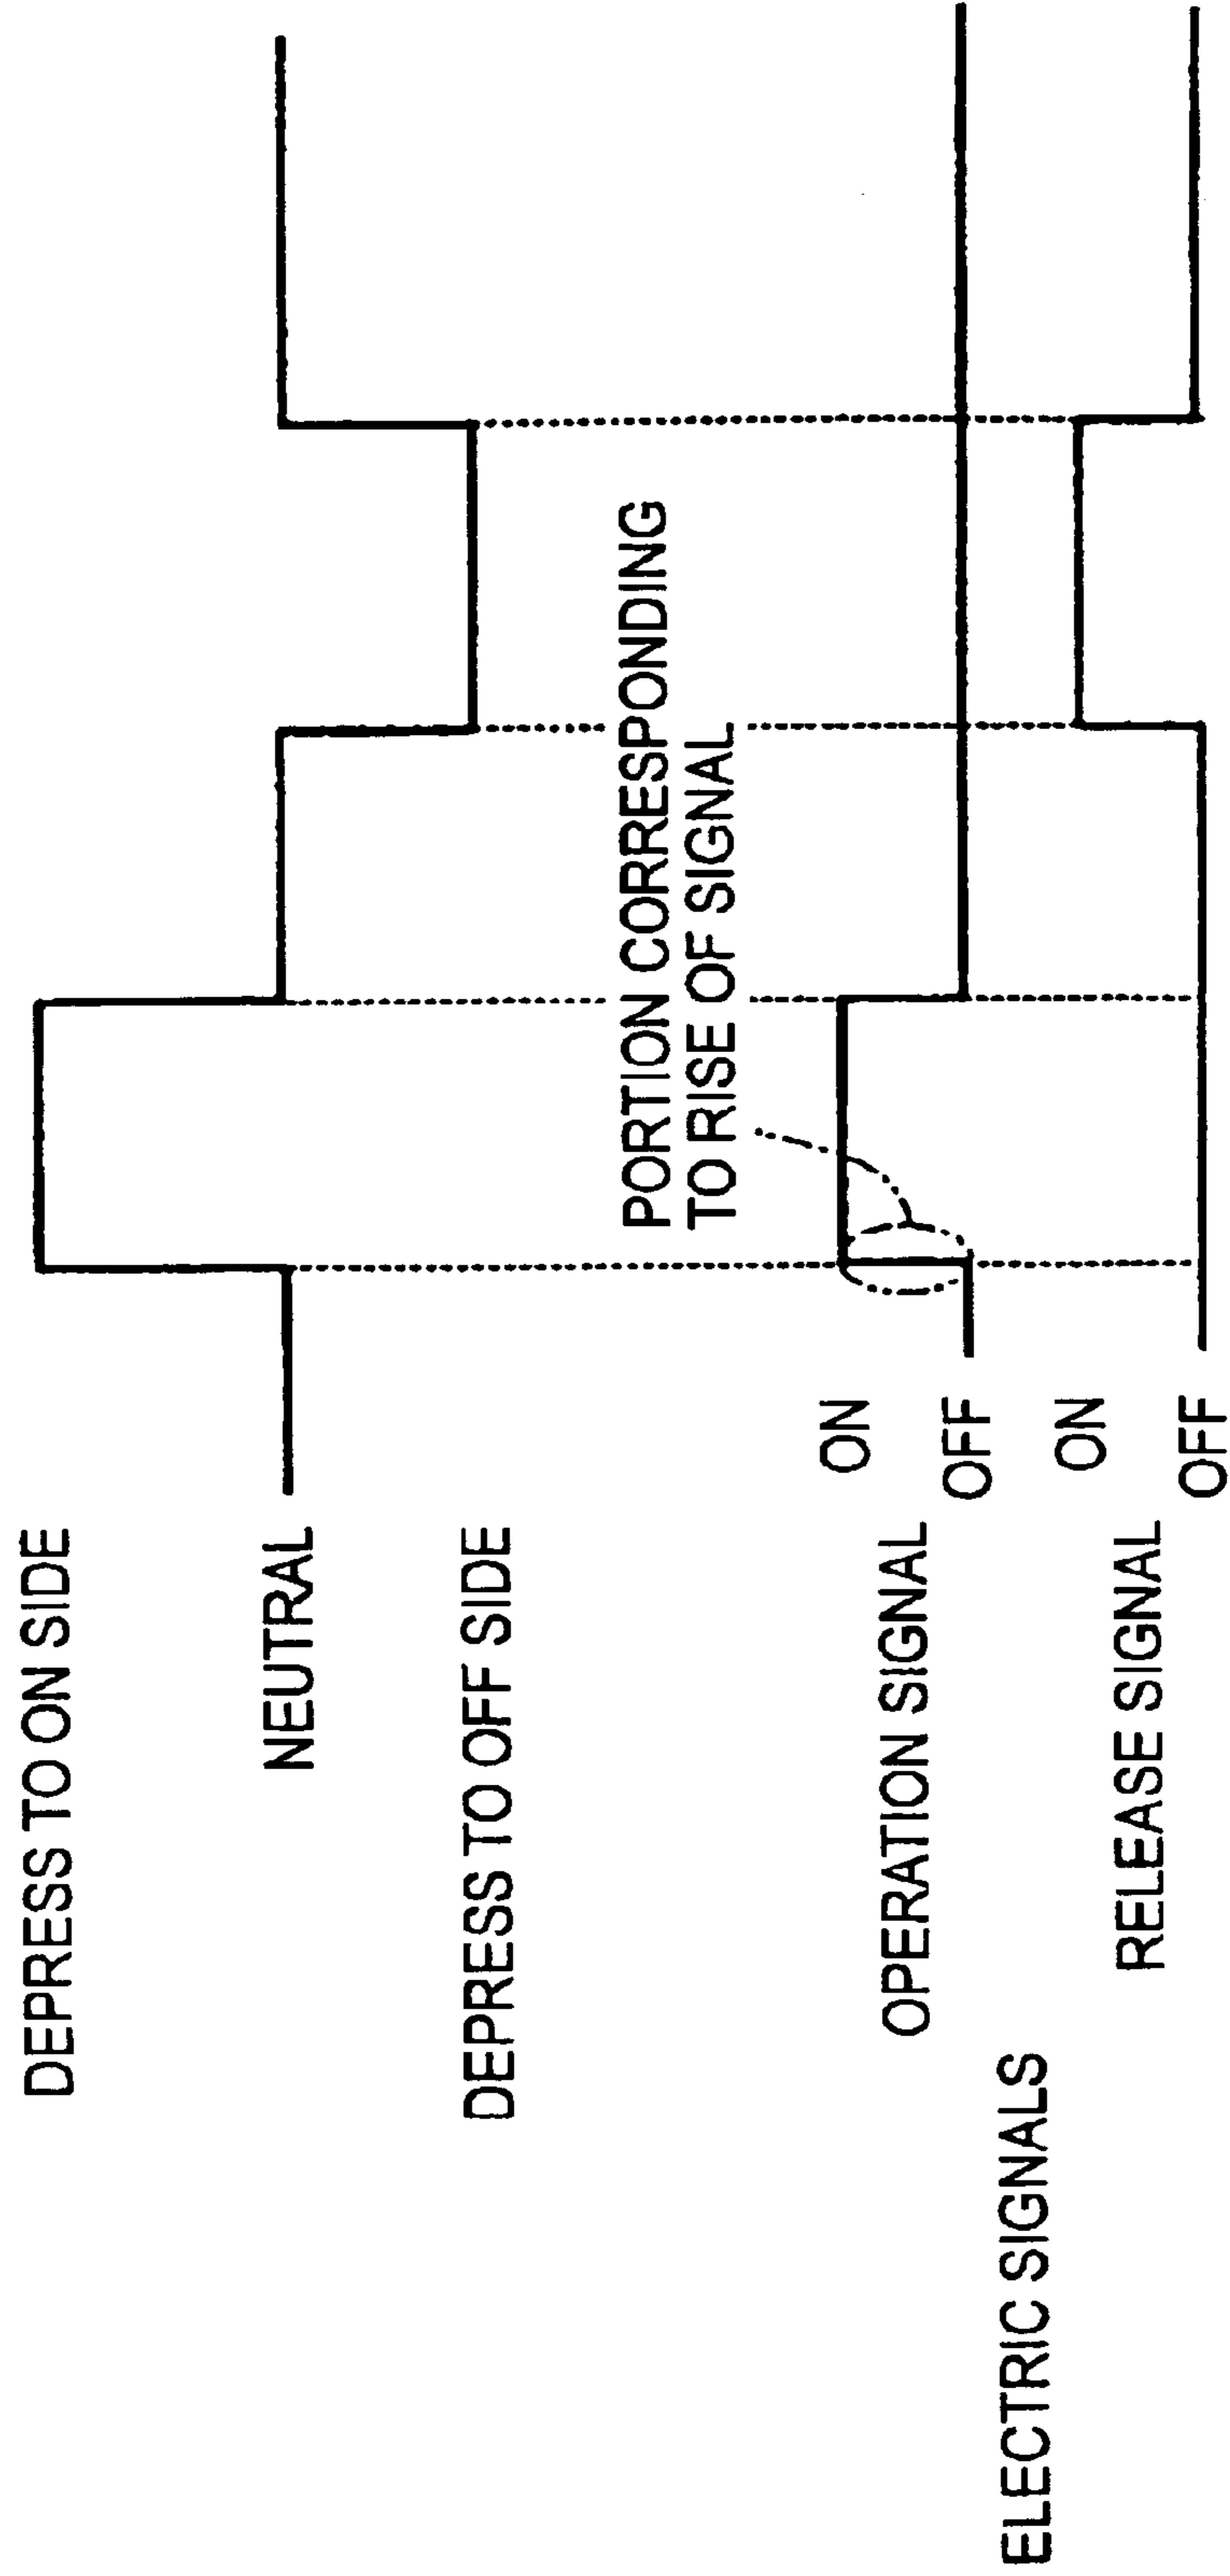 DEPRESS TO ON SIDE
NEUTRAL
DEPRESS TO OFF SIDE
PORTION CORRESPONDING
TO RISE OF SIGNAL
ELECTRIC SIGNALS
OPERATION SIGNAL
ON
OFF
RELEASE SIGNAL
ON
OFF